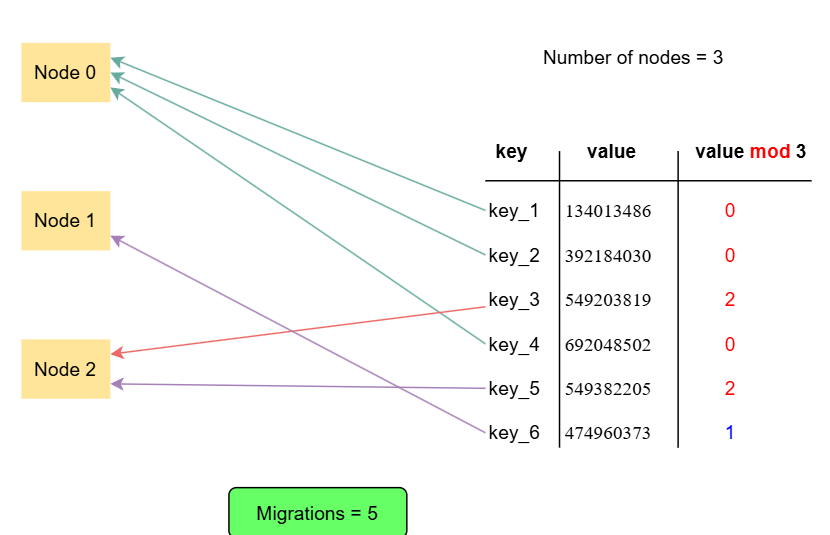 Number of nodes = 3
Node 0
key value value mod 3
key_1 134013486 0
Node 1
key_2 392184030 0
key_3 549203819 2
key_4 692048502 0
Node 2
key_5 549382205 2
key_6 474960373 1
Migrations = 5